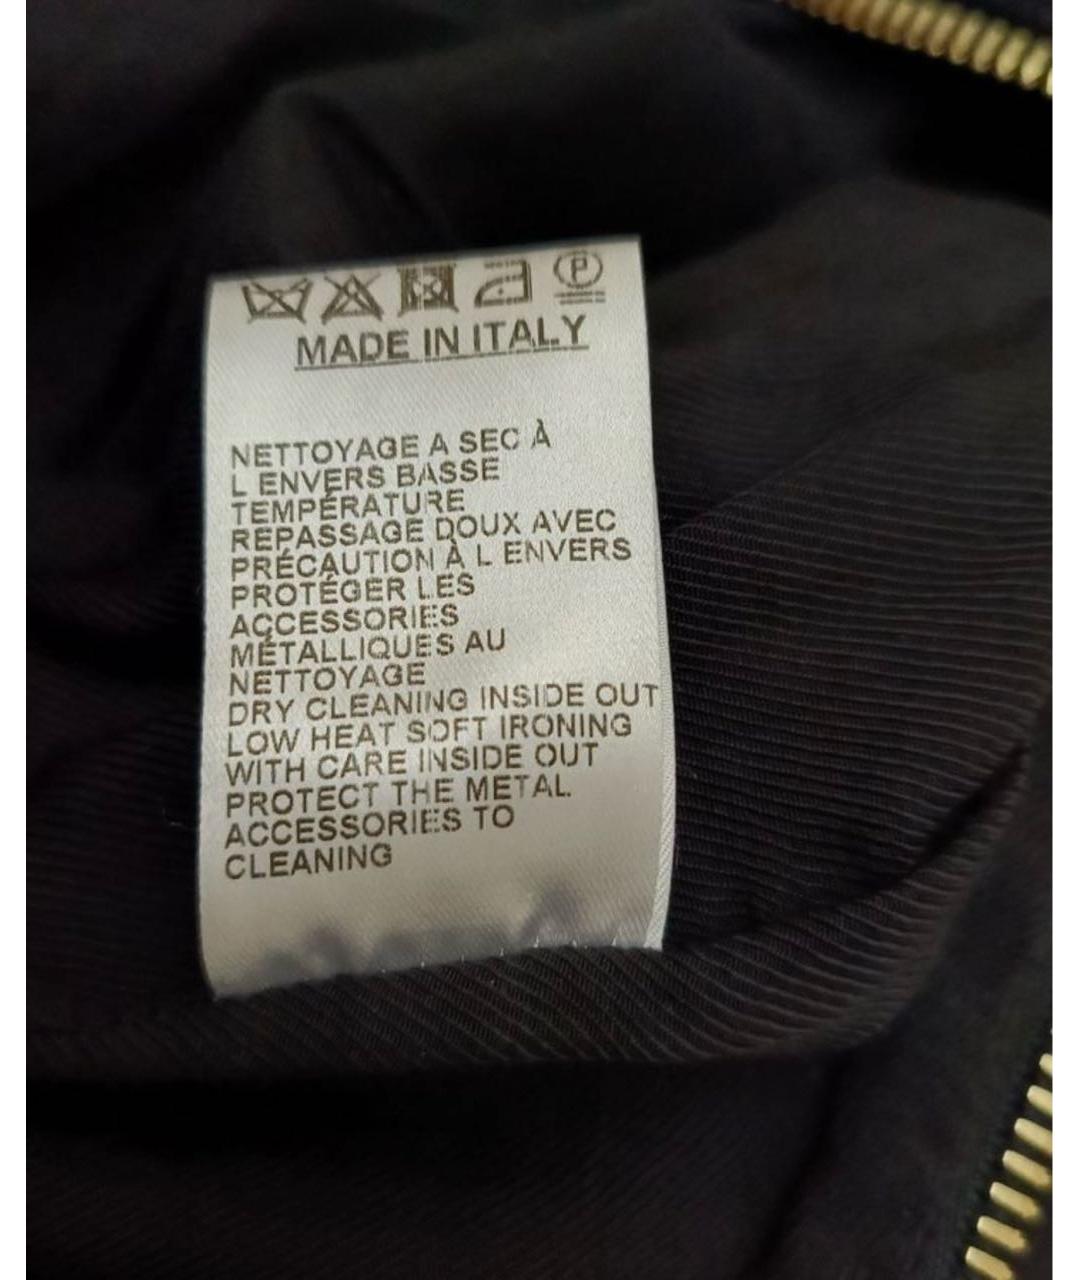 P
MADE IN ITALY
NETTOYAGE A SEC À
L ENVERS BASSE
TEMPÉRATURE
REPASSAGE DOUX AVEC
PRÉCAUTION À L ENVERS
PROTÉGER LES
ACCESSORIES
MÉTALLIQUES AU
NETTOYAGE
DRY CLEANING INSIDE OUT
LOW HEAT SOFT IRONING
WITH CARE INSIDE OUT
PROTECT THE METAL
ACCESSORIES TO
CLEANING